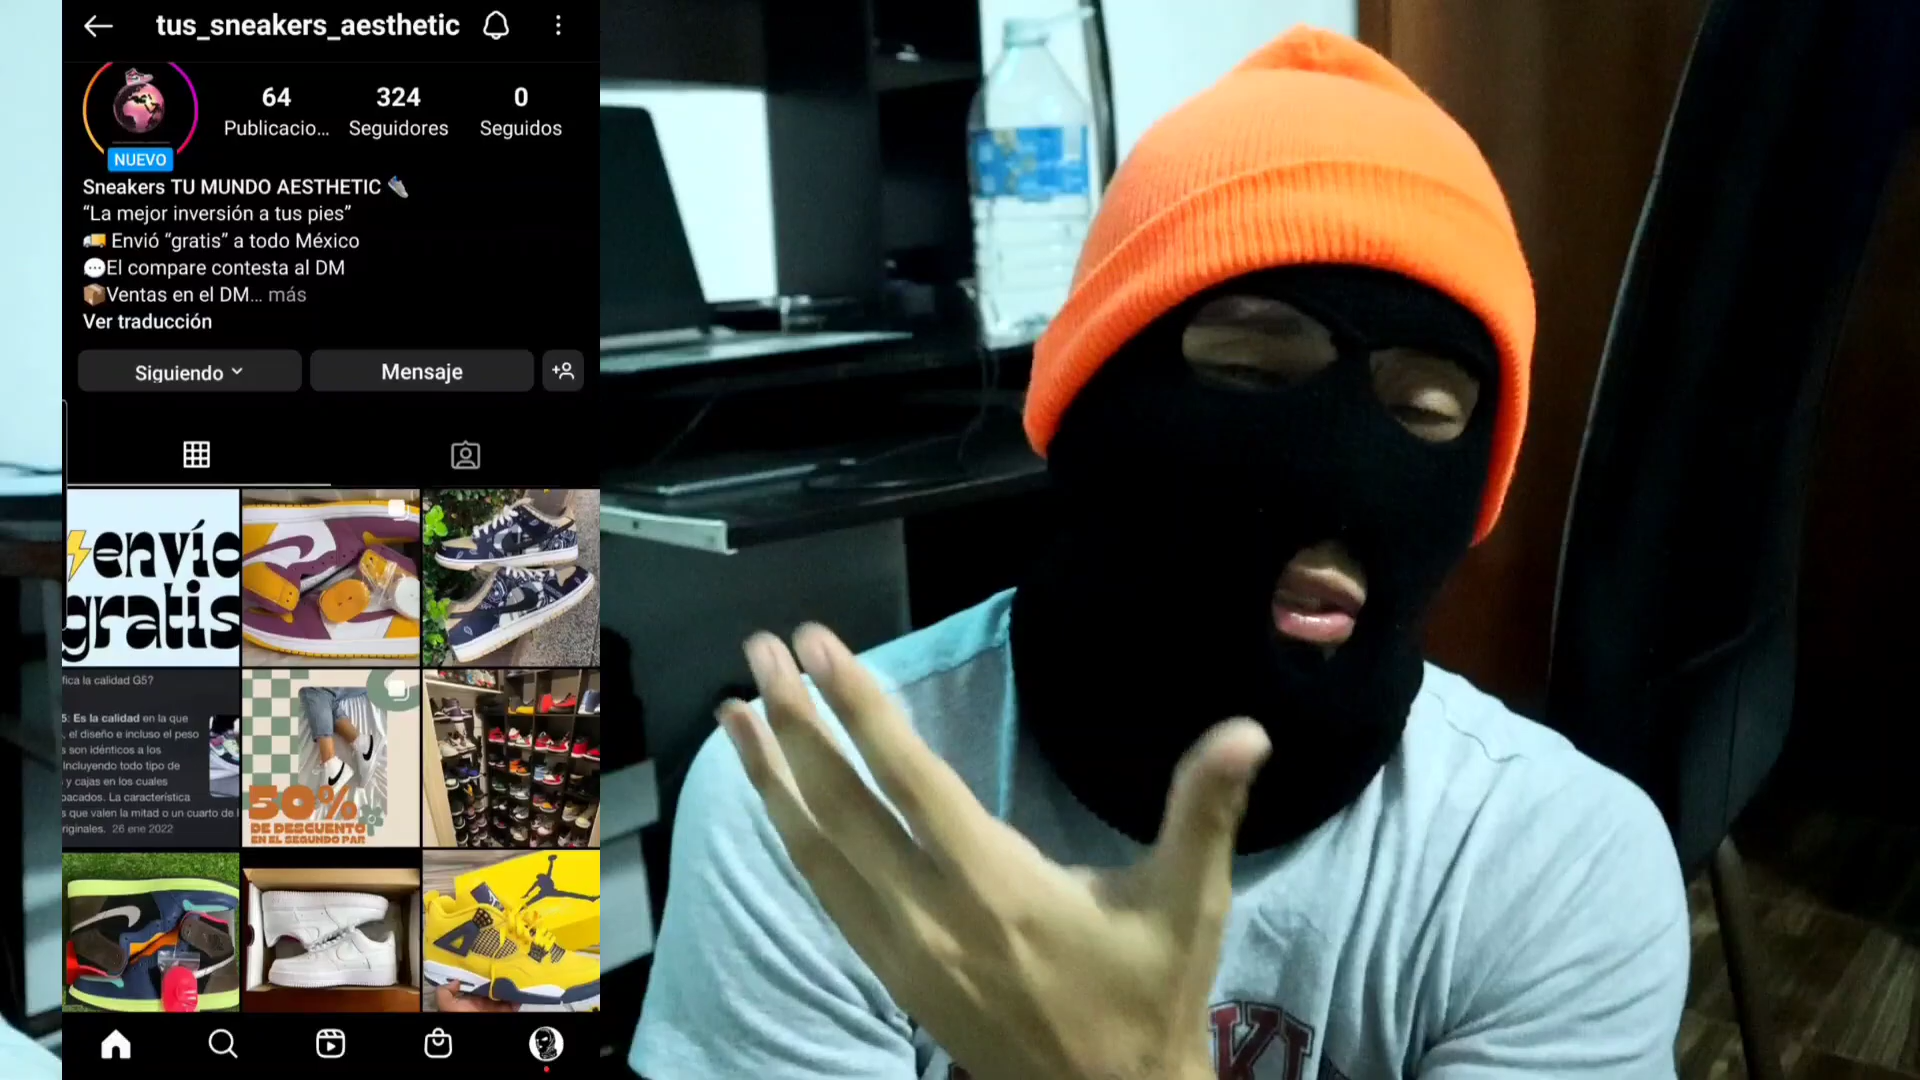 tus_sneakers_aesthetic
64
Publicacio...
324
Seguidores
0
Seguidos
NUEVO
Sneakers TU MUNDO AESTHETIC
“La mejor inversión a tus pies”
Envió “gratis” a todo México
El compare contesta al DM
Ventas en el DM... más
Ver traducción
Siguiendo
Mensaje
envío
gratis
fica la calidad G5?
5: Es la calidad en la que
, el diseño e incluso el peso
s son idénticos a los
Incluyendo todo tipo de
y cajas en los cuales
pacados. La característica
s que valen la mitad o un cuarto de l
riginales. 26 ene 2022
50%
DE DESCUENTO
EN EL SEGUNDO PAR